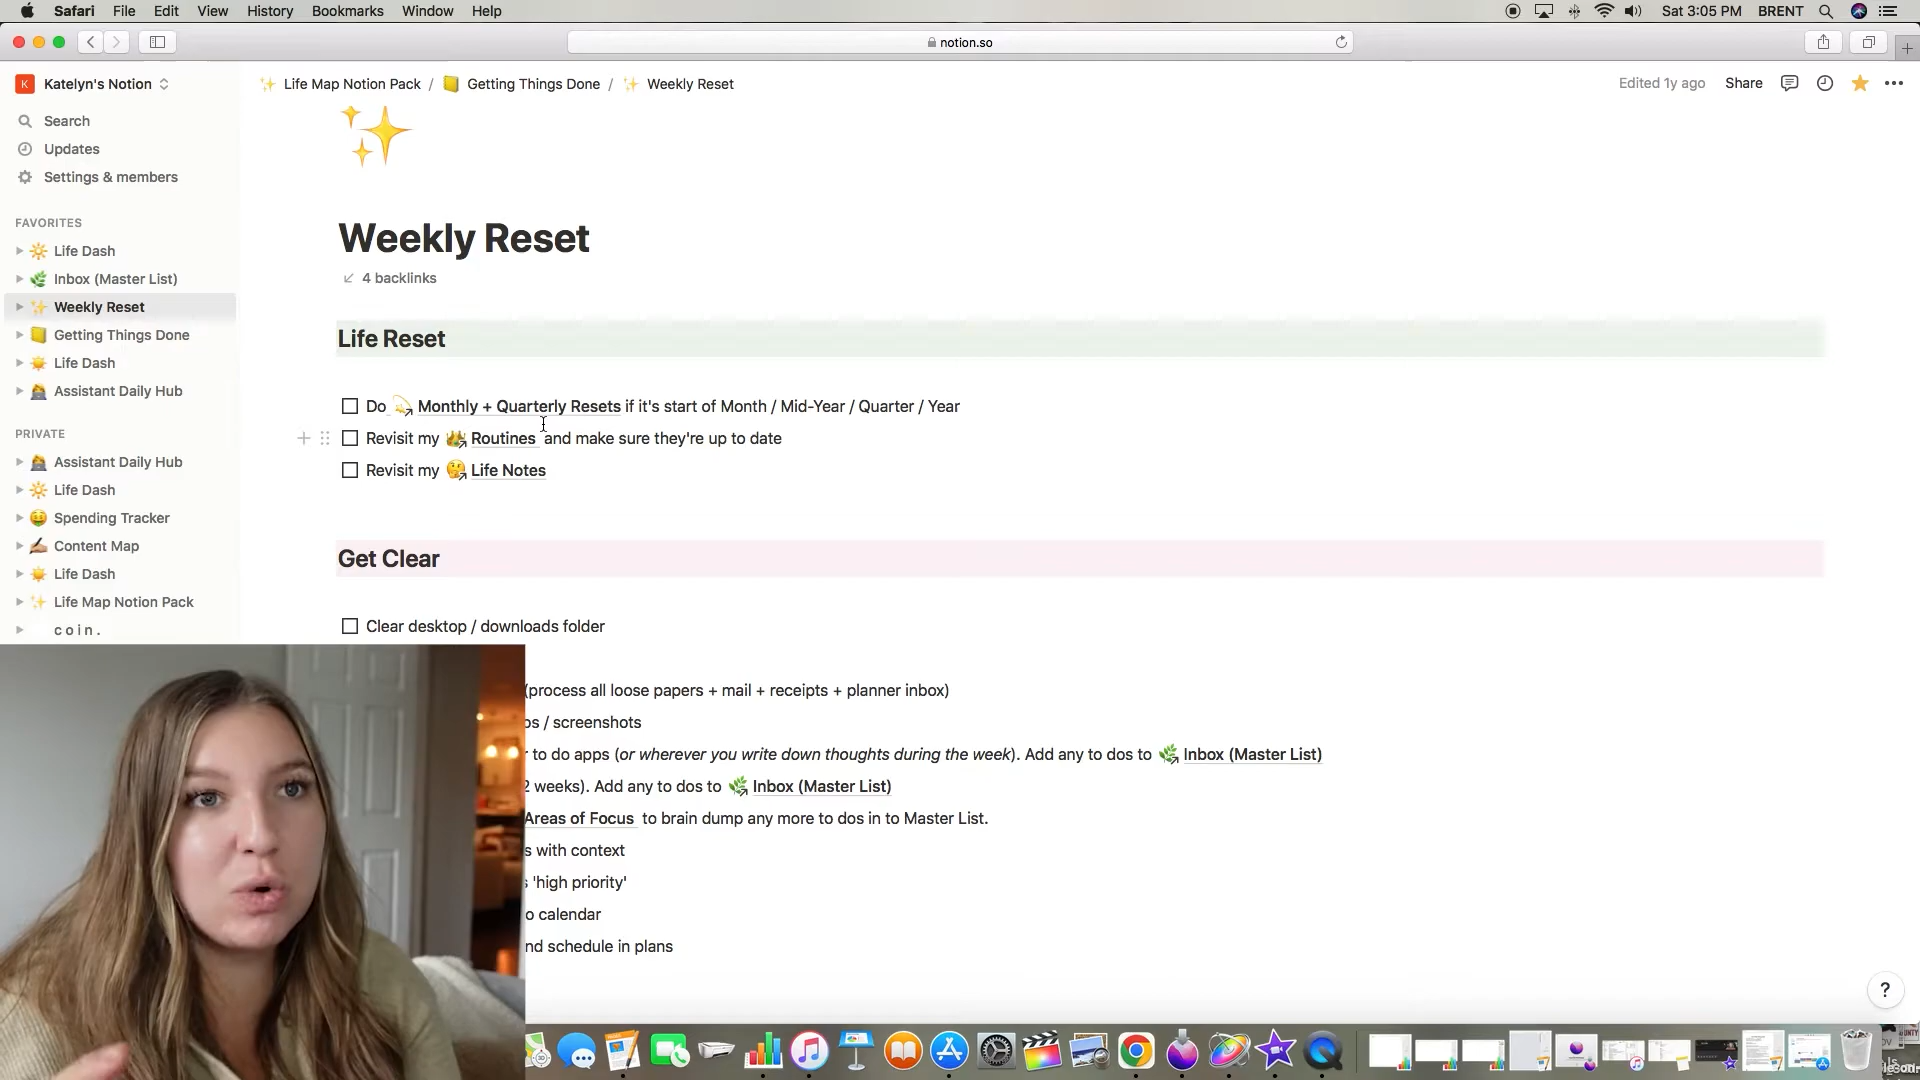 Safari File Edit View History Bookmarks Window Help
Sat 3:05 PM BRENT
notion.so
K Katelyn's Notion
Life Map Notion Pack / Getting Things Done / Weekly Reset
Edited 1y ago Share
Search
Updates
Settings & members
FAVORITES
Life Dash
Inbox (Master List)
Weekly Reset
Getting Things Done
Life Dash
Assistant Daily Hub
PRIVATE
Assistant Daily Hub
Life Dash
Spending Tracker
Content Map
Life Dash
Life Map Notion Pack
c o i n .
Weekly Reset
4 backlinks
Life Reset
Do Monthly + Quarterly Resets if it's start of Month / Mid-Year / Quarter / Year
Revisit my Routines and make sure they're up to date
Revisit my Life Notes
Get Clear
Clear desktop / downloads folder
(process all loose papers + mail + receipts + planner inbox)
os / screenshots
r to do apps (or wherever you write down thoughts during the week). Add any to dos to Inbox (Master List)
2 weeks). Add any to dos to Inbox (Master List)
Areas of Focus to brain dump any more to dos in to Master List.
s with context
s 'high priority'
o calendar
nd schedule in plans
?